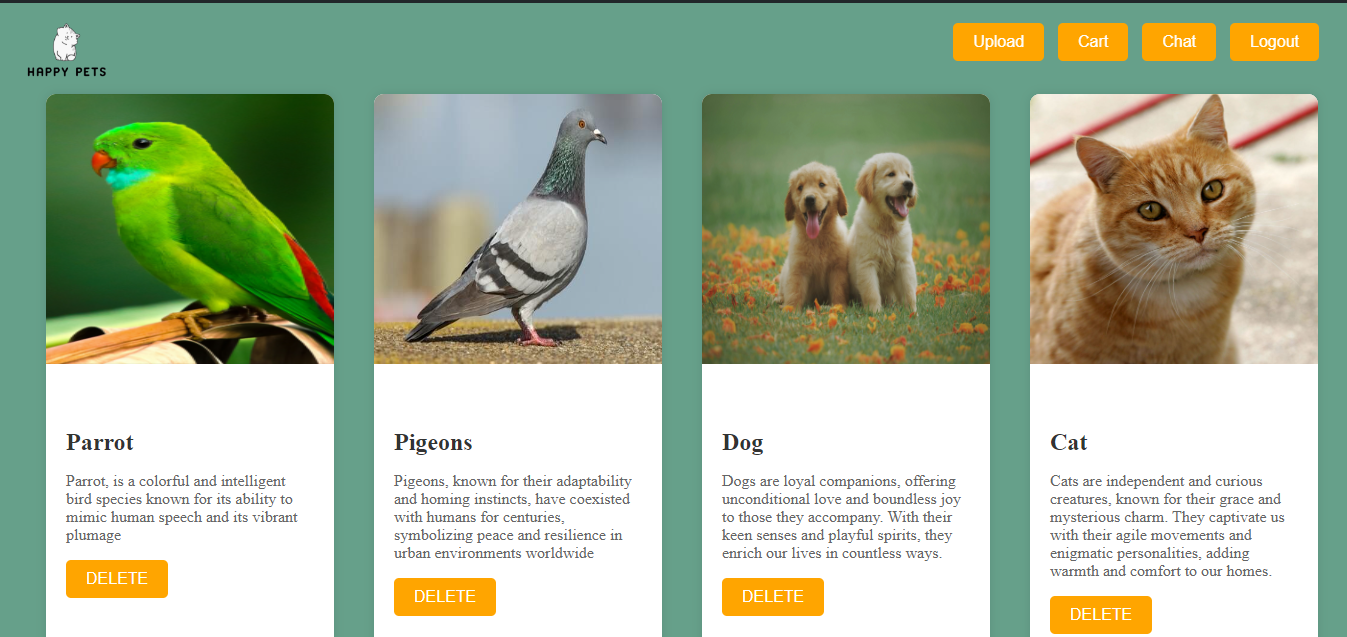 Upload Cart Chat Logout
HAPPY PETS
Parrot
Parrot, is a colorful and intelligent
bird species known for its ability to
mimic human speech and its vibrant
plumage
DELETE
Pigeons
Pigeons, known for their adaptability
and homing instincts, have coexisted
with humans for centuries,
symbolizing peace and resilience in
urban environments worldwide
DELETE
Dog
Dogs are loyal companions, offering
unconditional love and boundless joy
to those they accompany. With their
keen senses and playful spirits, they
enrich our lives in countless ways.
DELETE
Cat
Cats are independent and curious
creatures, known for their grace and
mysterious charm. They captivate us
with their agile movements and
enigmatic personalities, adding
warmth and comfort to our homes.
DELETE